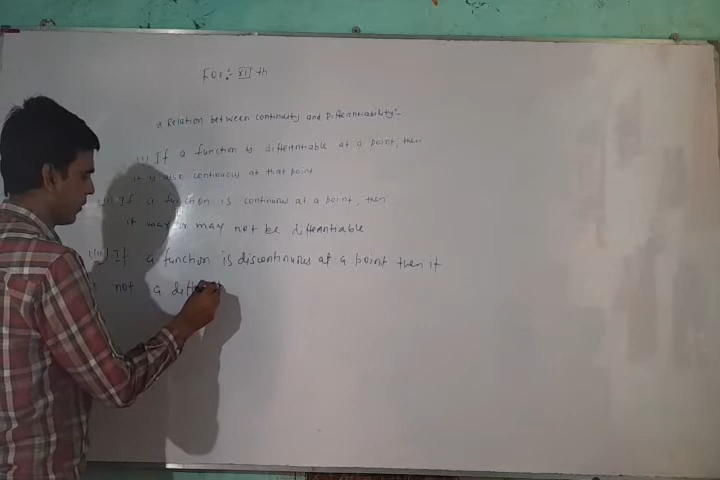 For:- XII th
* Relation between continuity and Differentiability:-
(i) If a function is differentiable at a point, then
it is also continuous at that point
(ii) If a function is continuous at a point, then
it may or may not be differentiable
(iii) If a function is discontinuous at a point then it
not a diff